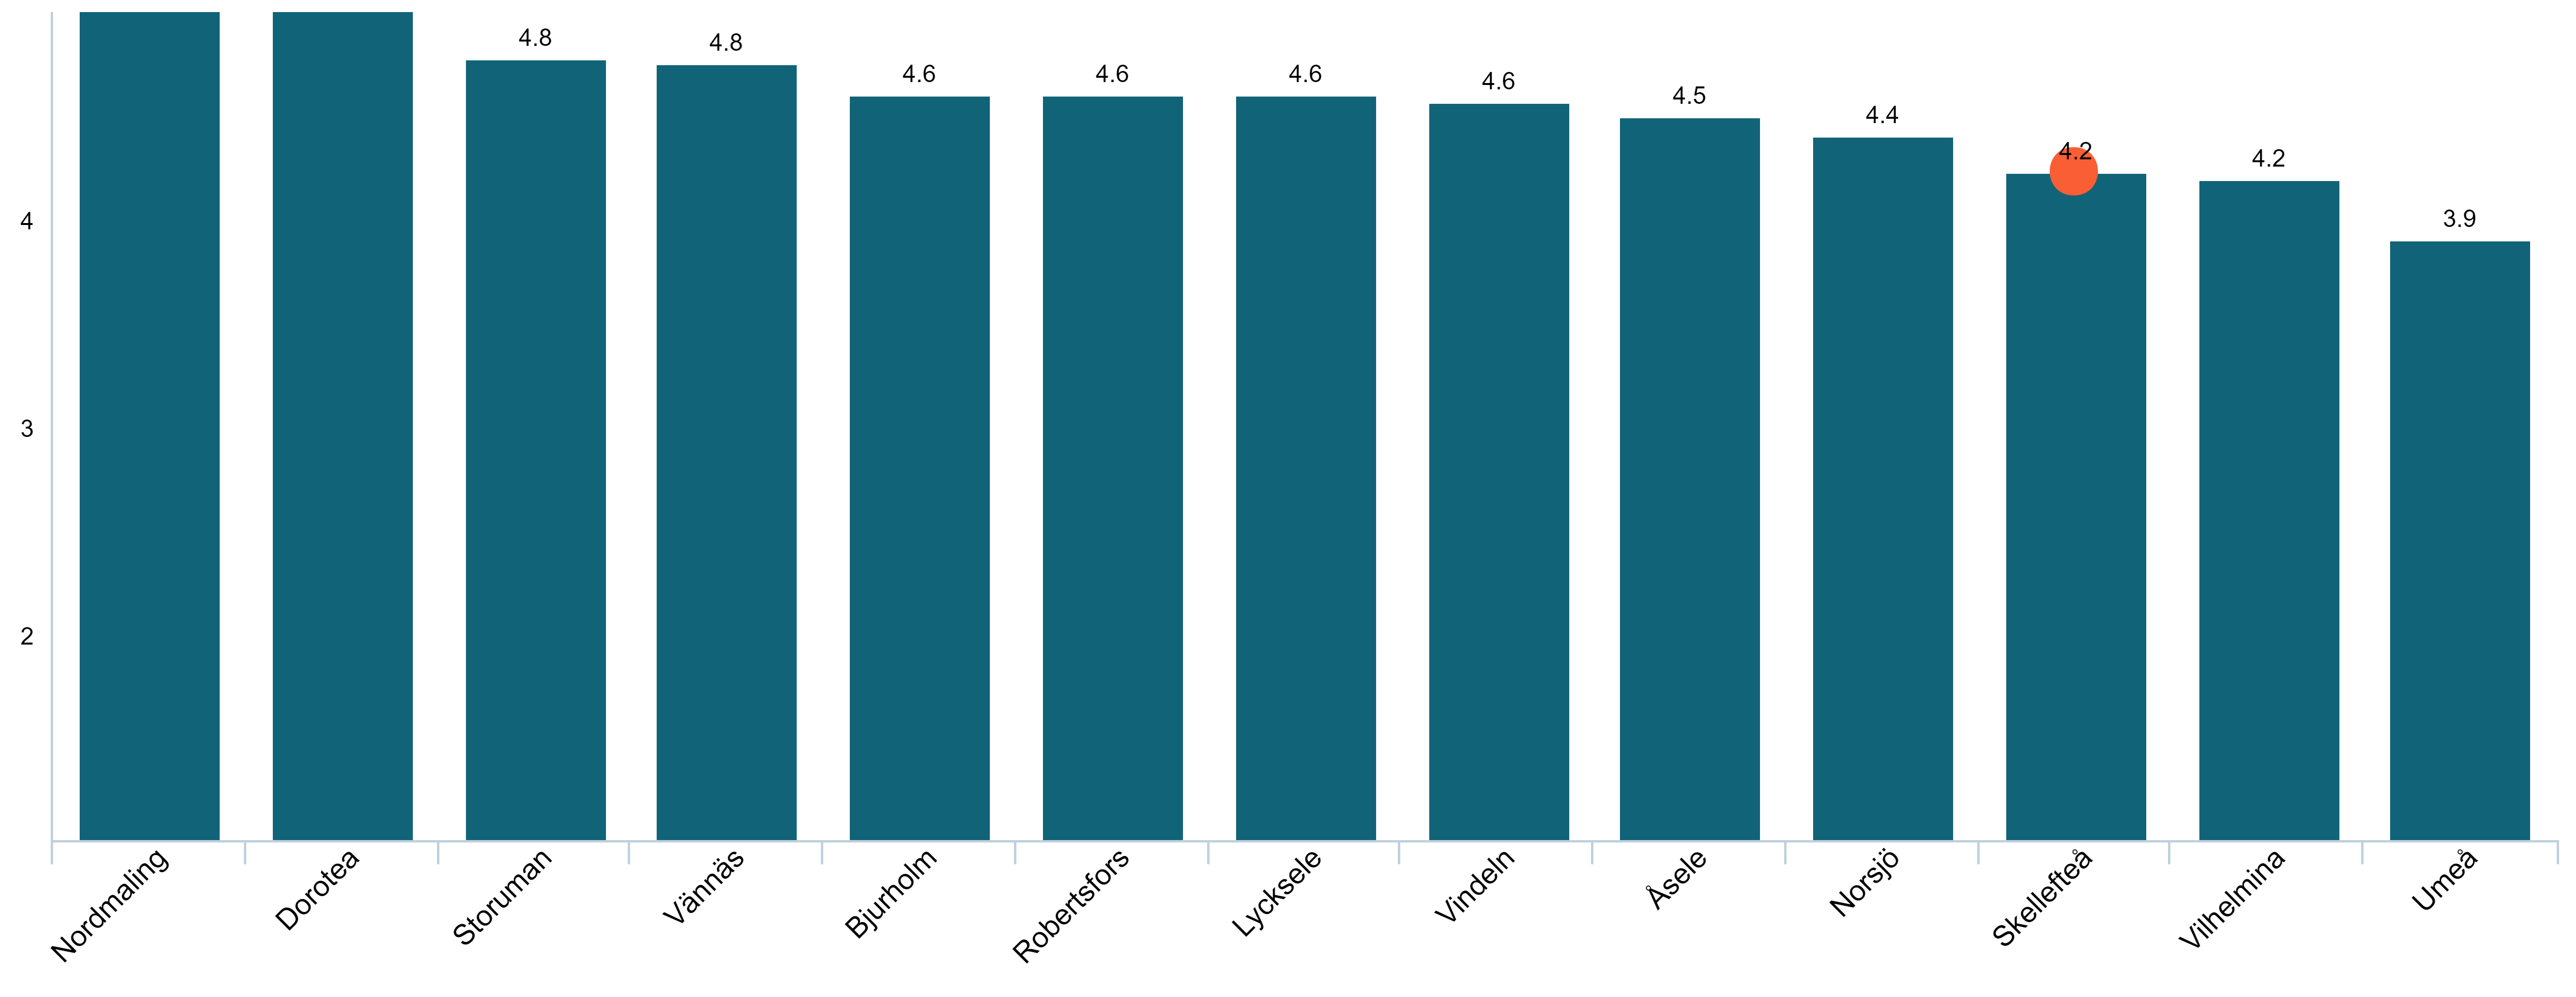 4.8
4.8
4.6
4.6
4.6
4.6
4.5
4.4
4.2
4.2
3.9
4
3
2
Nordmaling
Dorotea
Storuman
Vännäs
Bjurholm
Robertsfors
Lycksele
Vindeln
Åsele
Norsjö
Skellefteå
Vilhelmina
Umeå